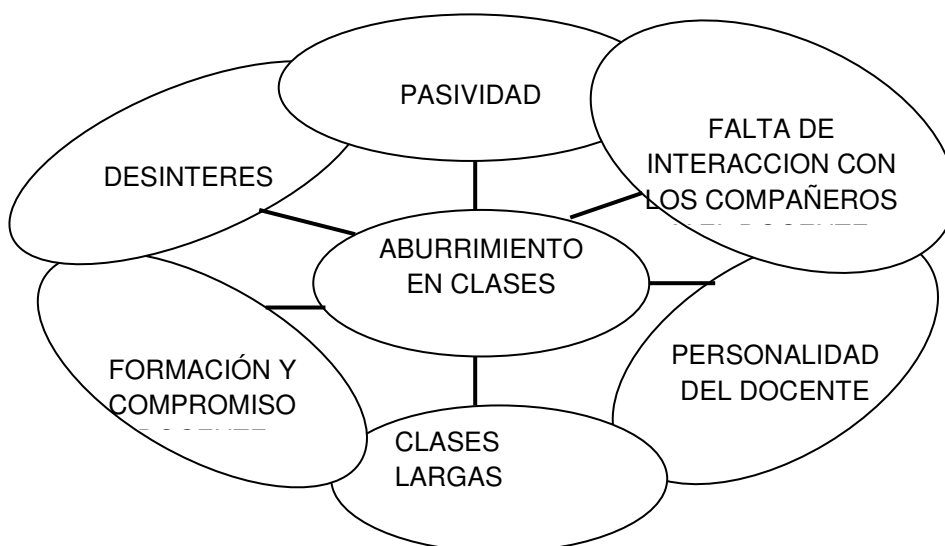 PASIVIDAD
FALTA DE
INTERACCION CON
LOS COMPAÑEROS
DESINTERES
ABURRIMIENTO
EN CLASES
FORMACIÓN Y
COMPROMISO
PERSONALIDAD
DEL DOCENTE
CLASES
LARGAS